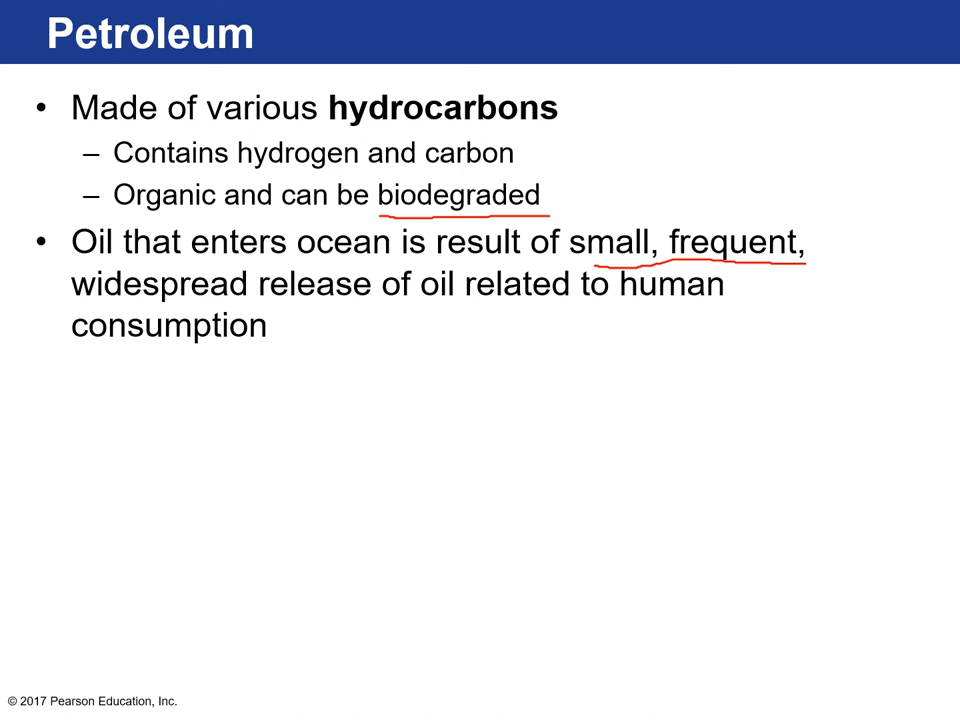 Petroleum
• Made of various hydrocarbons
– Contains hydrogen and carbon
– Organic and can be biodegraded
• Oil that enters ocean is result of small, frequent,
widespread release of oil related to human
consumption
© 2017 Pearson Education, Inc.